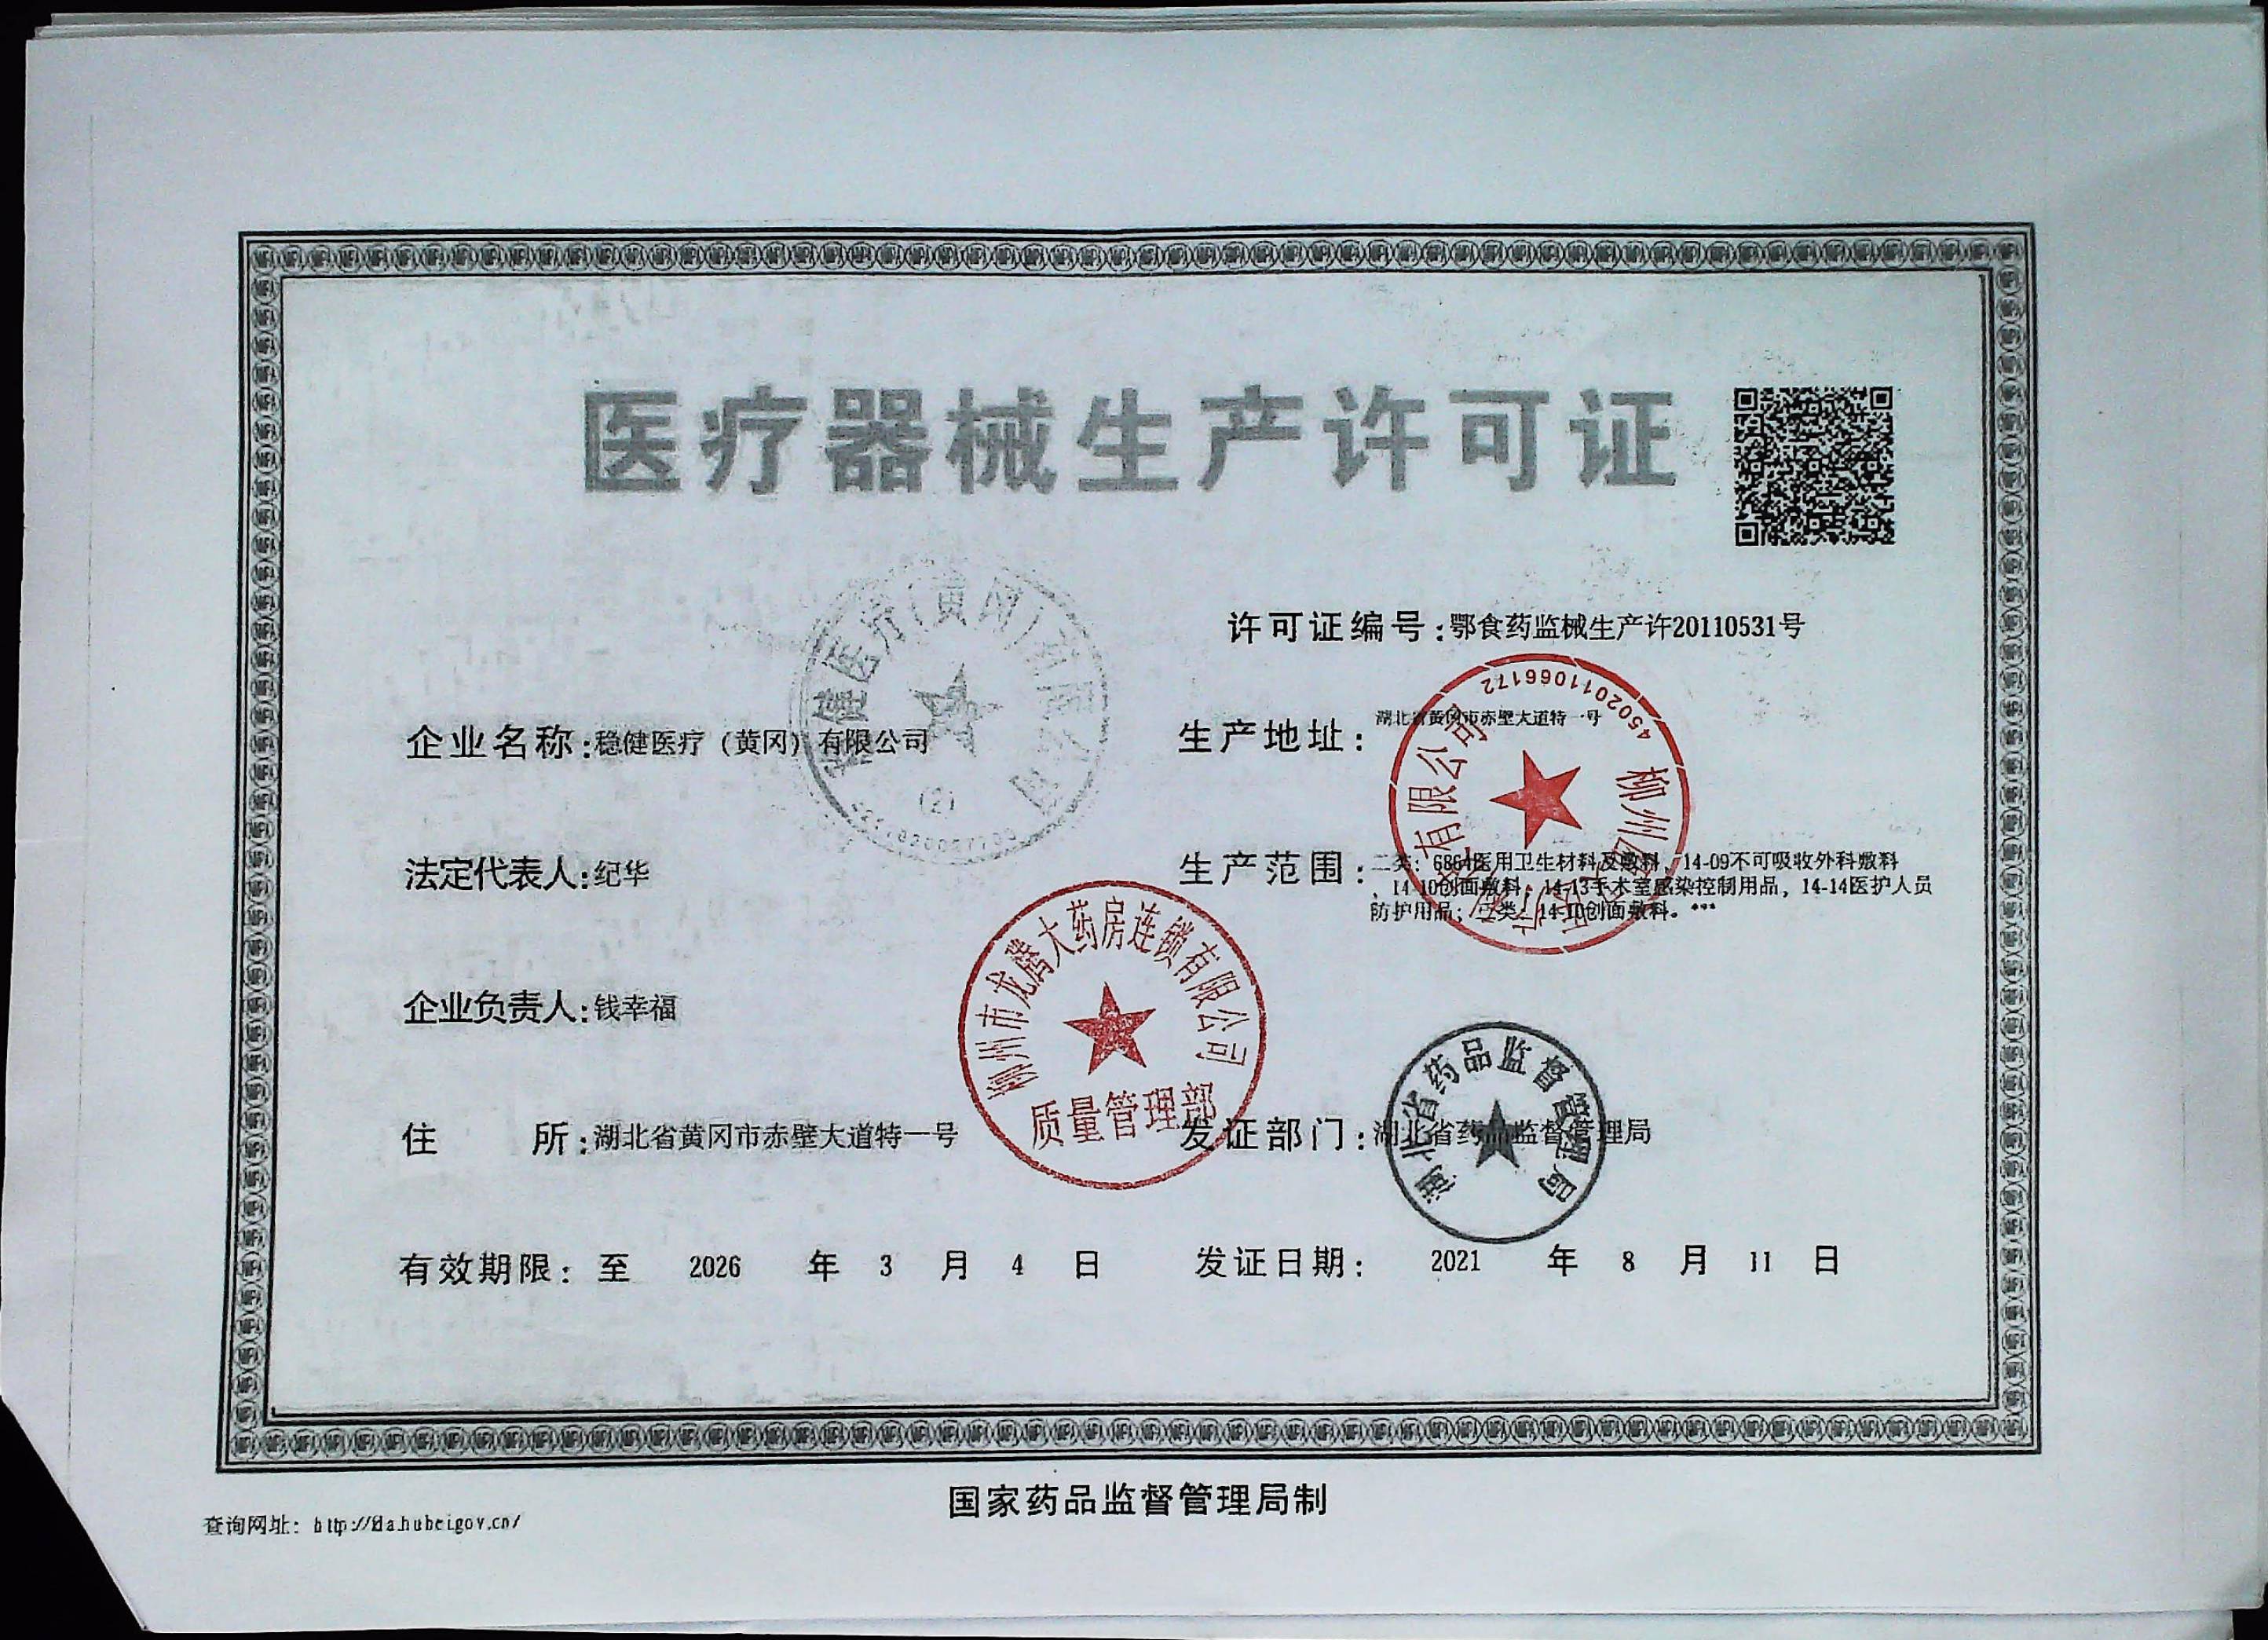 医疗器械生产许可证
许可证编号:鄂食药监械生产许20110531号
企业名称:稳健医疗(黄冈)有限公司
生产地址:湖北省黄冈市赤壁大道特一号
法定代表人:纪华
生产范围:二类:6864医用卫生材料及敷料,14-09不可吸收外科敷料
,14-10创面敷料,14-13手术室感染控制用品,14-14医护人员
防护用品;三类:14-10创面敷料。***
企业负责人:钱幸福
住 所:湖北省黄冈市赤壁大道特一号
发证部门:湖北省药品监督管理局
有效期限:至 2026 年 3 月 4 日
发证日期: 2021 年 8 月 11 日
国家药品监督管理局制
查询网址:http://fda.hubei.gov.cn/
健医疗(黄冈)有限公司
(2)
4502011066172
柳州市龙腾大药房连锁有限公司
质量管理部
湖北省药品监督管理局